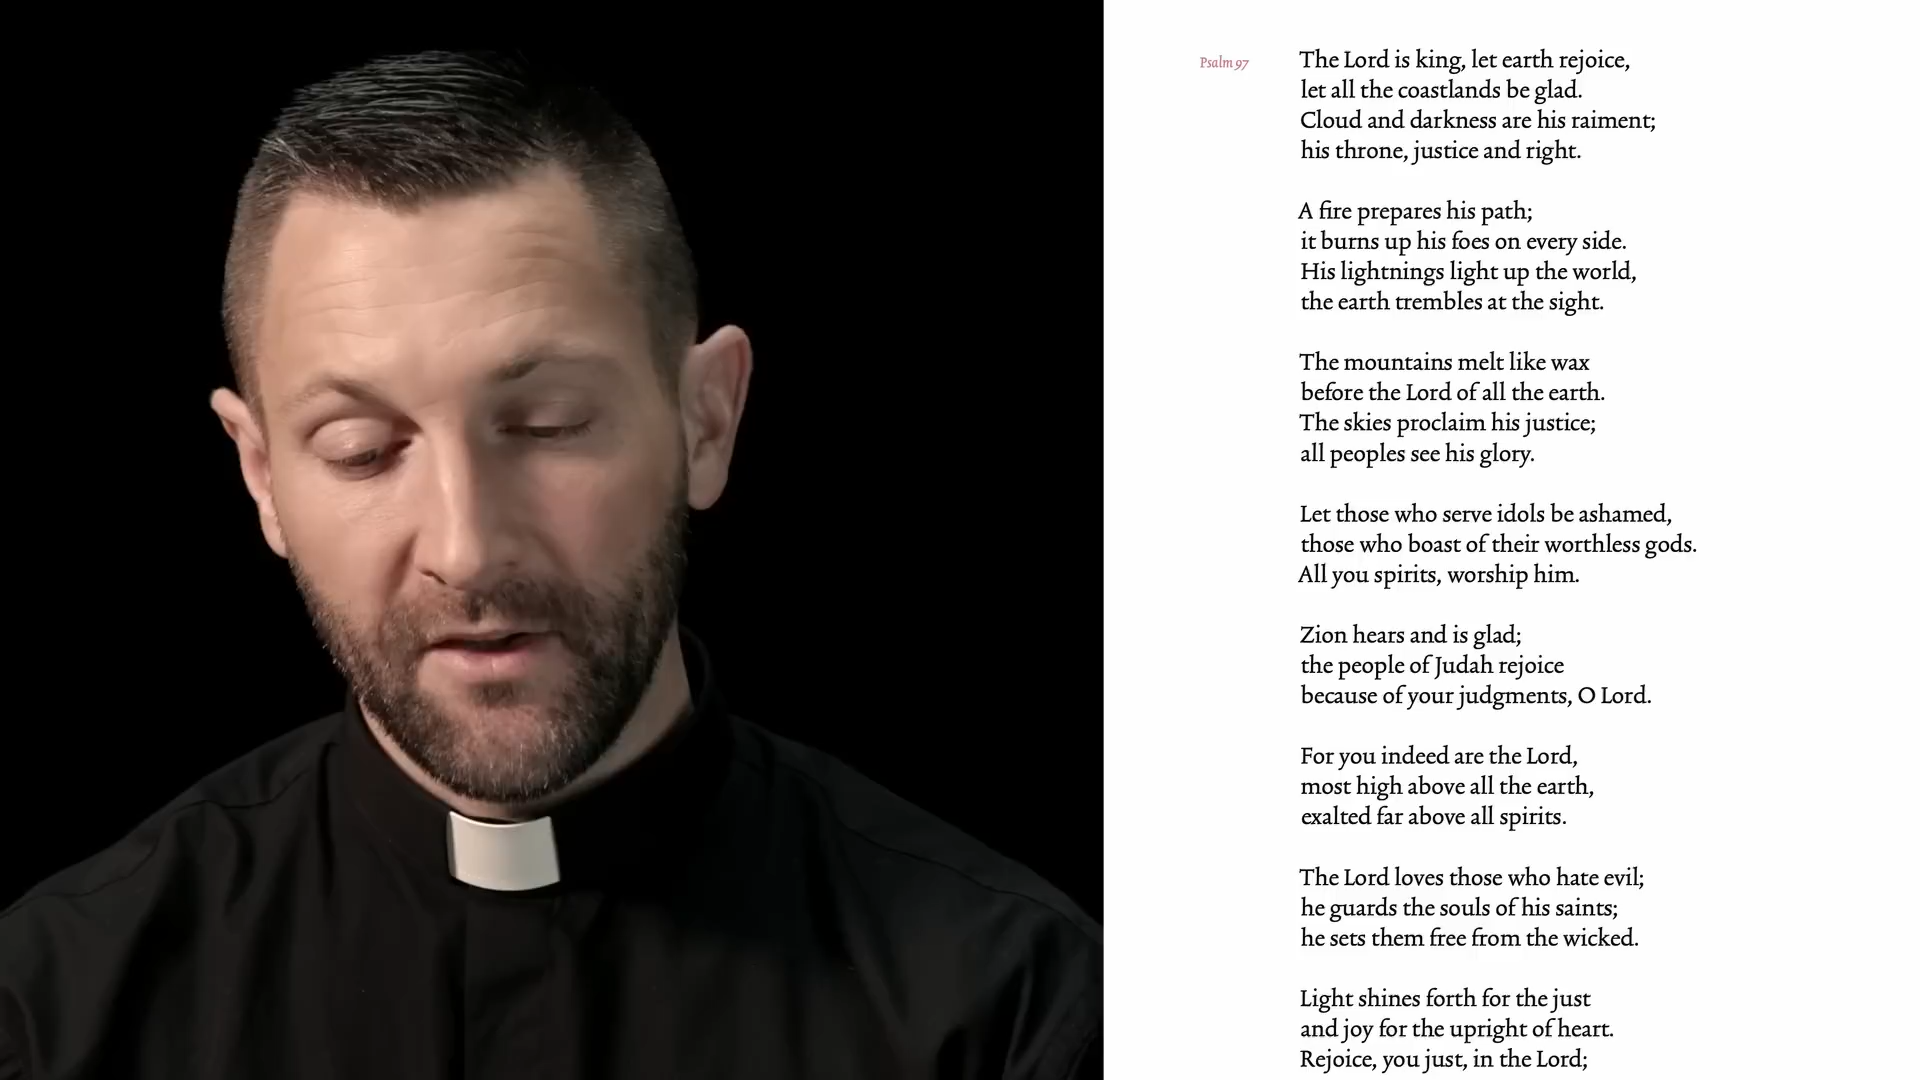 Psalm 97
The Lord is king, let earth rejoice,
let all the coastlands be glad.
Cloud and darkness are his raiment;
his throne, justice and right.
A fire prepares his path;
it burns up his foes on every side.
His lightnings light up the world,
the earth trembles at the sight.
The mountains melt like wax
before the Lord of all the earth.
The skies proclaim his justice;
all peoples see his glory.
Let those who serve idols be ashamed,
those who boast of their worthless gods.
All you spirits, worship him.
Zion hears and is glad;
the people of Judah rejoice
because of your judgments, O Lord.
For you indeed are the Lord,
most high above all the earth,
exalted far above all spirits.
The Lord loves those who hate evil;
he guards the souls of his saints;
he sets them free from the wicked.
Light shines forth for the just
and joy for the upright of heart.
Rejoice, you just, in the Lord;